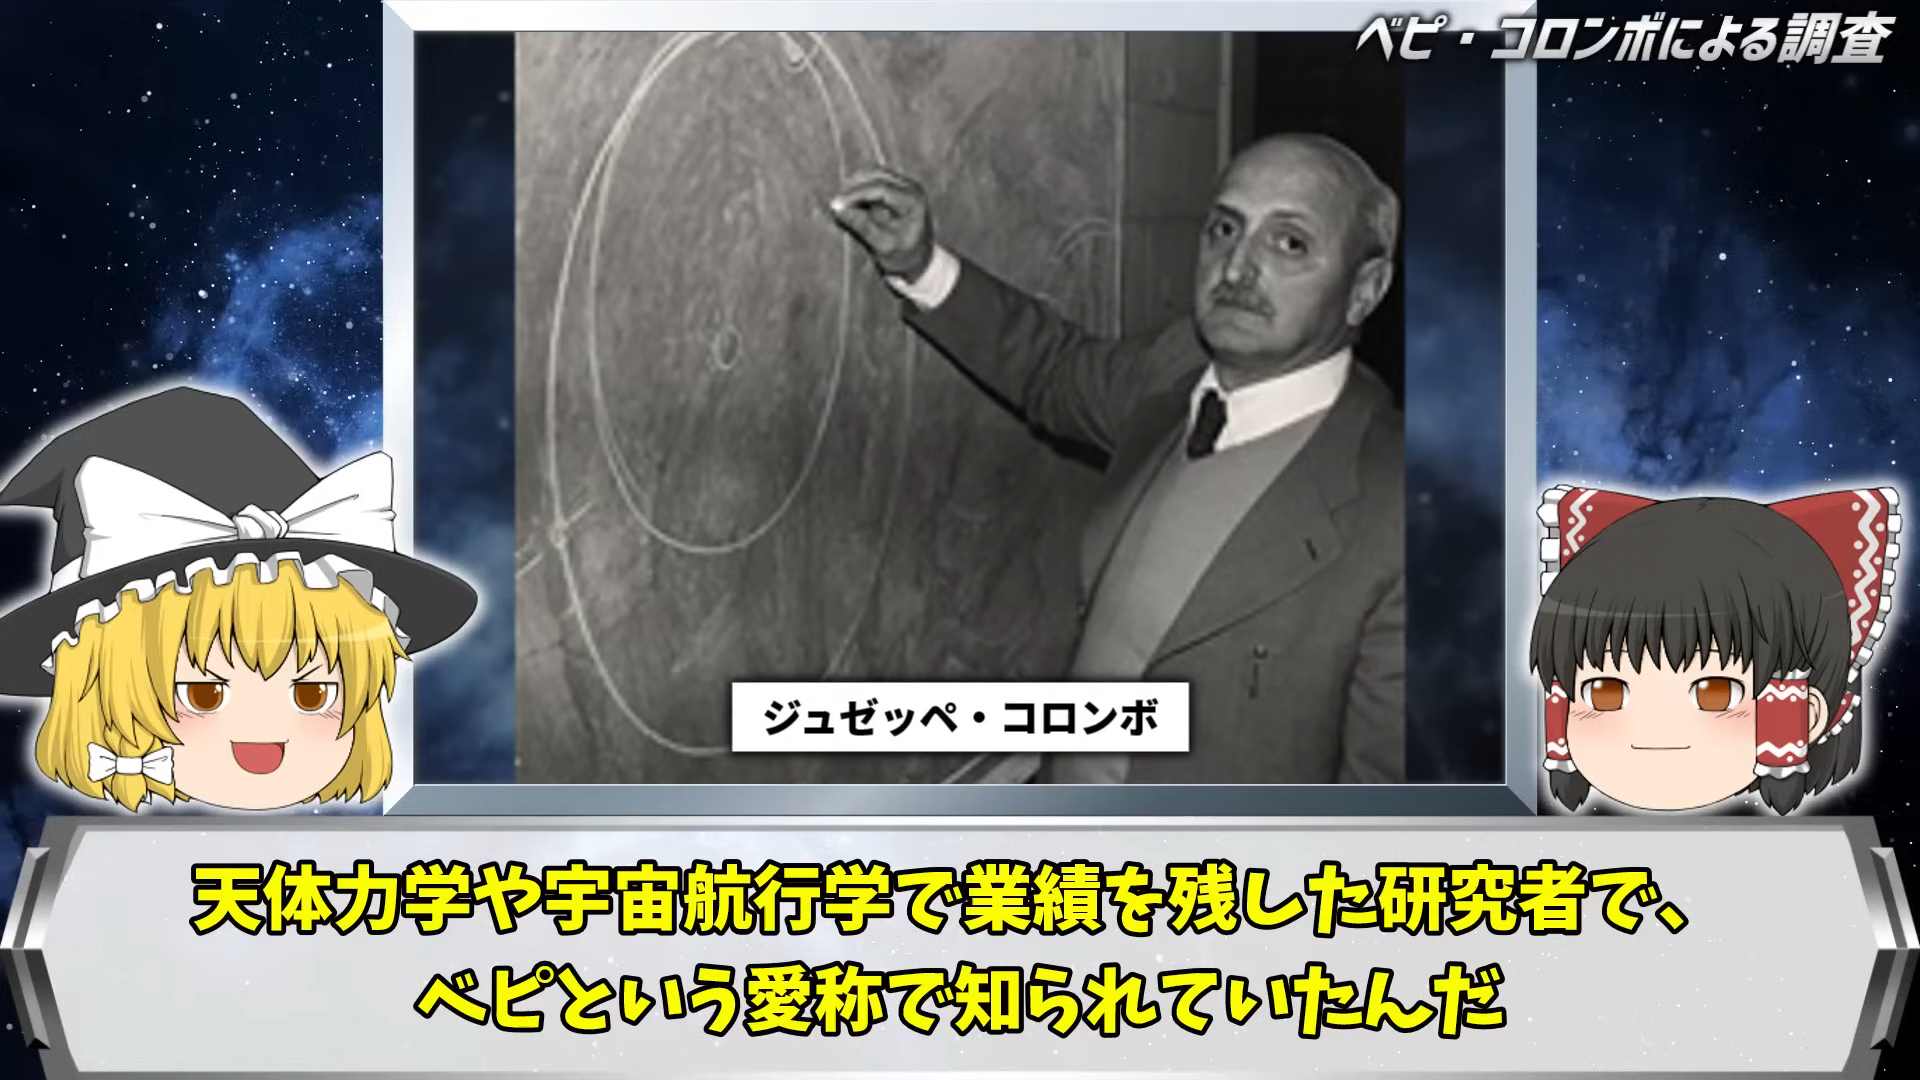 ベピ・コロンボによる調査
ジュゼッペ・コロンボ
天体力学や宇宙航行学で業績を残した研究者で、
ベピという愛称で知られていたんだ